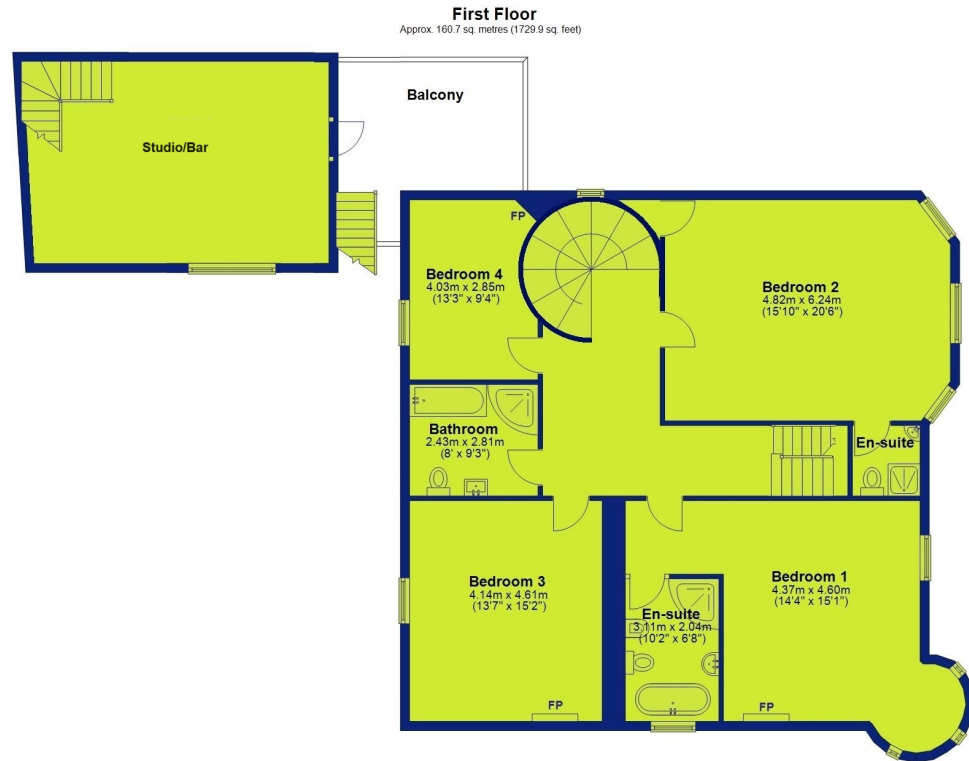 First Floor
Approx. 160.7 sq. metres (1729.9 sq. feet)
Balcony
Studio/Bar
FP
Bedroom 4
4.03m x 2.85m
(13'3" x 9'4")
Bedroom 2
4.82m x 6.24m
(15'10" x 20'6")
Bathroom
2.43m x 2.81m
(8' x 9'3")
En-suite
Bedroom 3
4.14m x 4.61m
(13'7" x 15'2")
En-suite
3.11m x 2.04m
(10'2" x 6'8")
Bedroom 1
4.37m x 4.60m
(14'4" x 15'1")
FP
FP